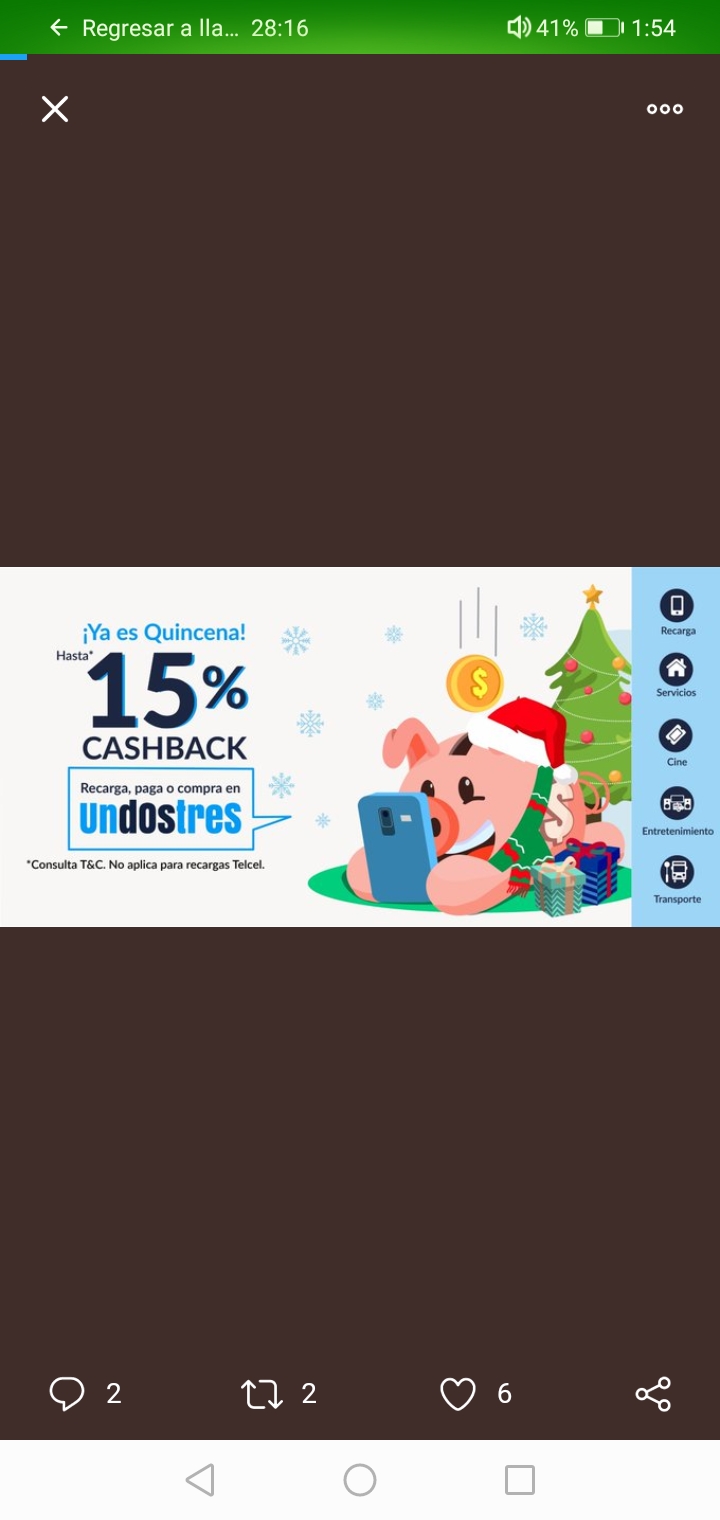 Regresar a lla... 28:16
41% 1:54
¡Ya es Quincena!
Hasta*
15%
CASHBACK
Recarga, paga o compra en
undostres
*Consulta T&C. No aplica para recargas Telcel.
$
$
Recarga
Servicios
Cine
Entretenimiento
Transporte
2
2
6